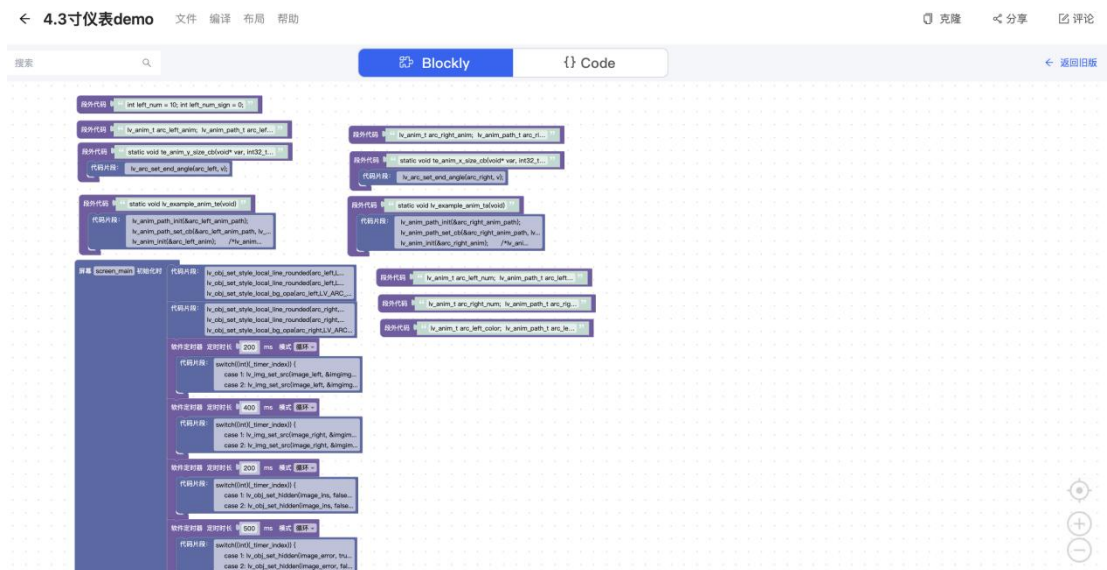 ← 4.3寸仪表demo 文件 编译 布局 帮助 克隆 分享 评论
搜索 Blockly {} Code ← 返回旧版
段外代码 “ int left_num = 10; int left_num_sign = 0; ”
段外代码 “ lv_anim_t arc_left_anim; lv_anim_path_t arc_lef... ”
段外代码 “ static void te_anim_y_size_cb(void* var, int32_t... ”
代码片段: lv_arc_set_end_angle(arc_left, v);
段外代码 “ static void lv_example_anim_te(void) ”
代码片段: lv_anim_path_init(&arc_left_anim_path);
lv_anim_path_set_cb(&arc_left_anim_path, lv_...
lv_anim_init(&arc_left_anim); /*lv_anim...
段外代码 “ lv_anim_t arc_right_anim; lv_anim_path_t arc_ri... ”
段外代码 “ static void te_anim_x_size_cb(void* var, int32_t... ”
代码片段: lv_arc_set_end_angle(arc_right, v);
段外代码 “ static void lv_example_anim_ta(void) ”
代码片段: lv_anim_path_init(&arc_right_anim_path);
lv_anim_path_set_cb(&arc_right_anim_path, lv...
lv_anim_init(&arc_right_anim); /*lv_ani...
段外代码 “ lv_anim_t arc_left_num; lv_anim_path_t arc_left... ”
段外代码 “ lv_anim_t arc_right_num; lv_anim_path_t arc_rig... ”
段外代码 “ lv_anim_t arc_left_color; lv_anim_path_t arc_le... ”
屏幕 screen_main 初始化时
代码片段: lv_obj_set_style_local_line_rounded(arc_left,L...
lv_obj_set_style_local_line_rounded(arc_left,L...
lv_obj_set_style_local_bg_opa(arc_left,LV_ARC_...
代码片段: lv_obj_set_style_local_line_rounded(arc_right,...
lv_obj_set_style_local_line_rounded(arc_right,...
lv_obj_set_style_local_bg_opa(arc_right,LV_ARC...
软件定时器 定时时长 200 ms 模式 循环
代码片段: switch((int)(_timer_index)) {
case 1: lv_img_set_src(image_left, &imgimg...
case 2: lv_img_set_src(image_left, &imgimg...
软件定时器 定时时长 400 ms 模式 循环
代码片段: switch((int)(_timer_index)) {
case 1: lv_img_set_src(image_right, &imgim...
case 2: lv_img_set_src(image_right, &imgim...
软件定时器 定时时长 200 ms 模式 循环
代码片段: switch((int)(_timer_index)) {
case 1: lv_obj_set_hidden(image_ins, false...
case 2: lv_obj_set_hidden(image_ins, false...
软件定时器 定时时长 500 ms 模式 循环
代码片段: switch((int)(_timer_index)) {
case 1: lv_obj_set_hidden(image_error, tru...
case 2: lv_obj_set_hidden(image_error, fal...